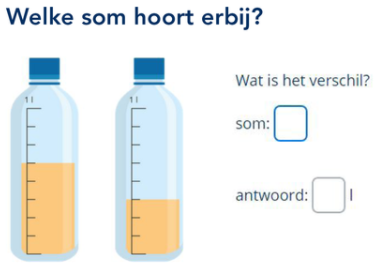 Welke som hoort erbij?
1 l
1 l
Wat is het verschil?
som:
antwoord: l